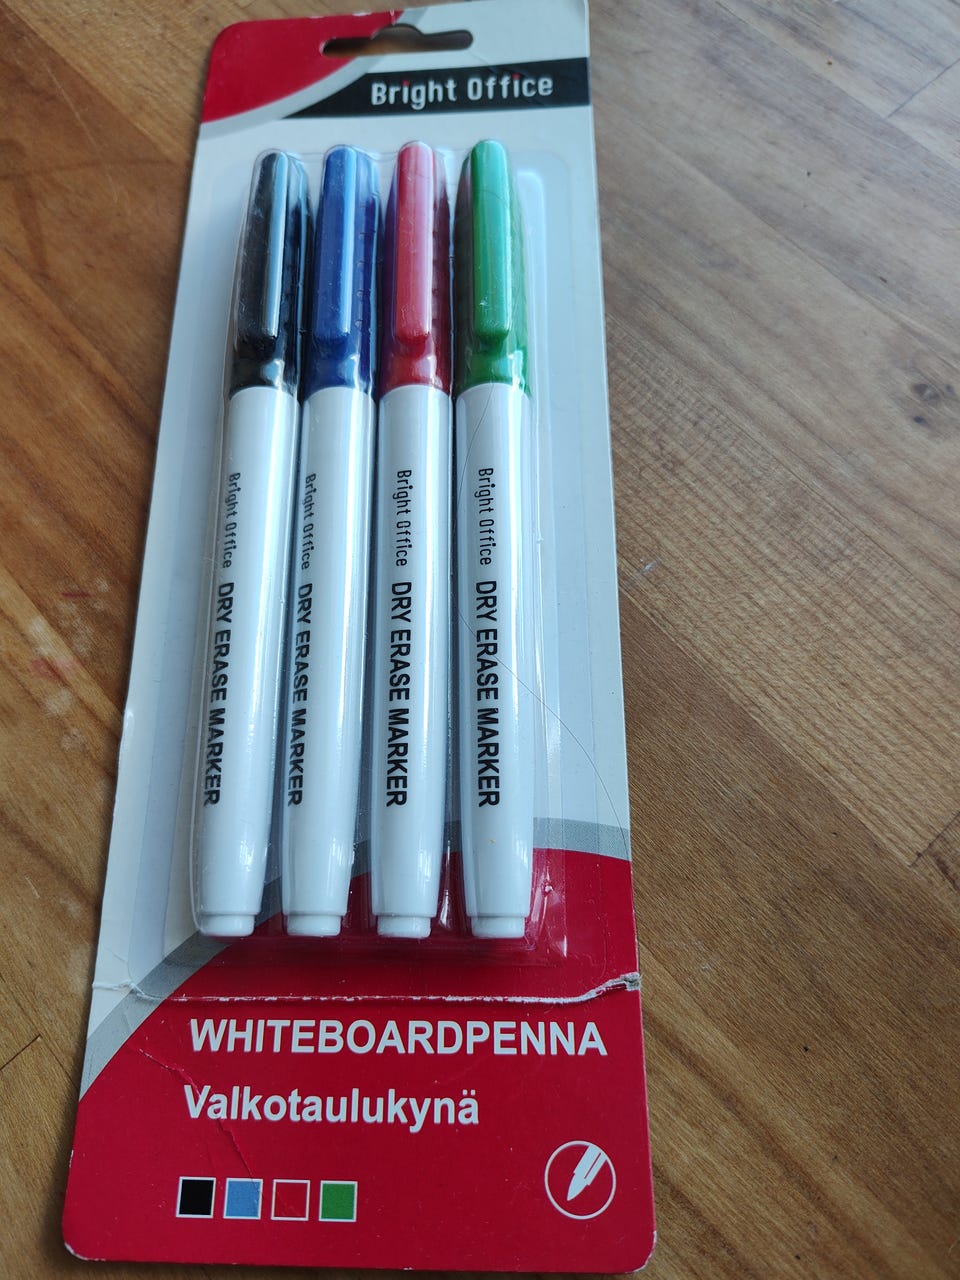 Bright Office
Bright Office DRY ERASE MARKER
Bright Office DRY ERASE MARKER
Bright Office DRY ERASE MARKER
Bright Office DRY ERASE MARKER
WHITEBOARDPENNA
Valkotaulukynä